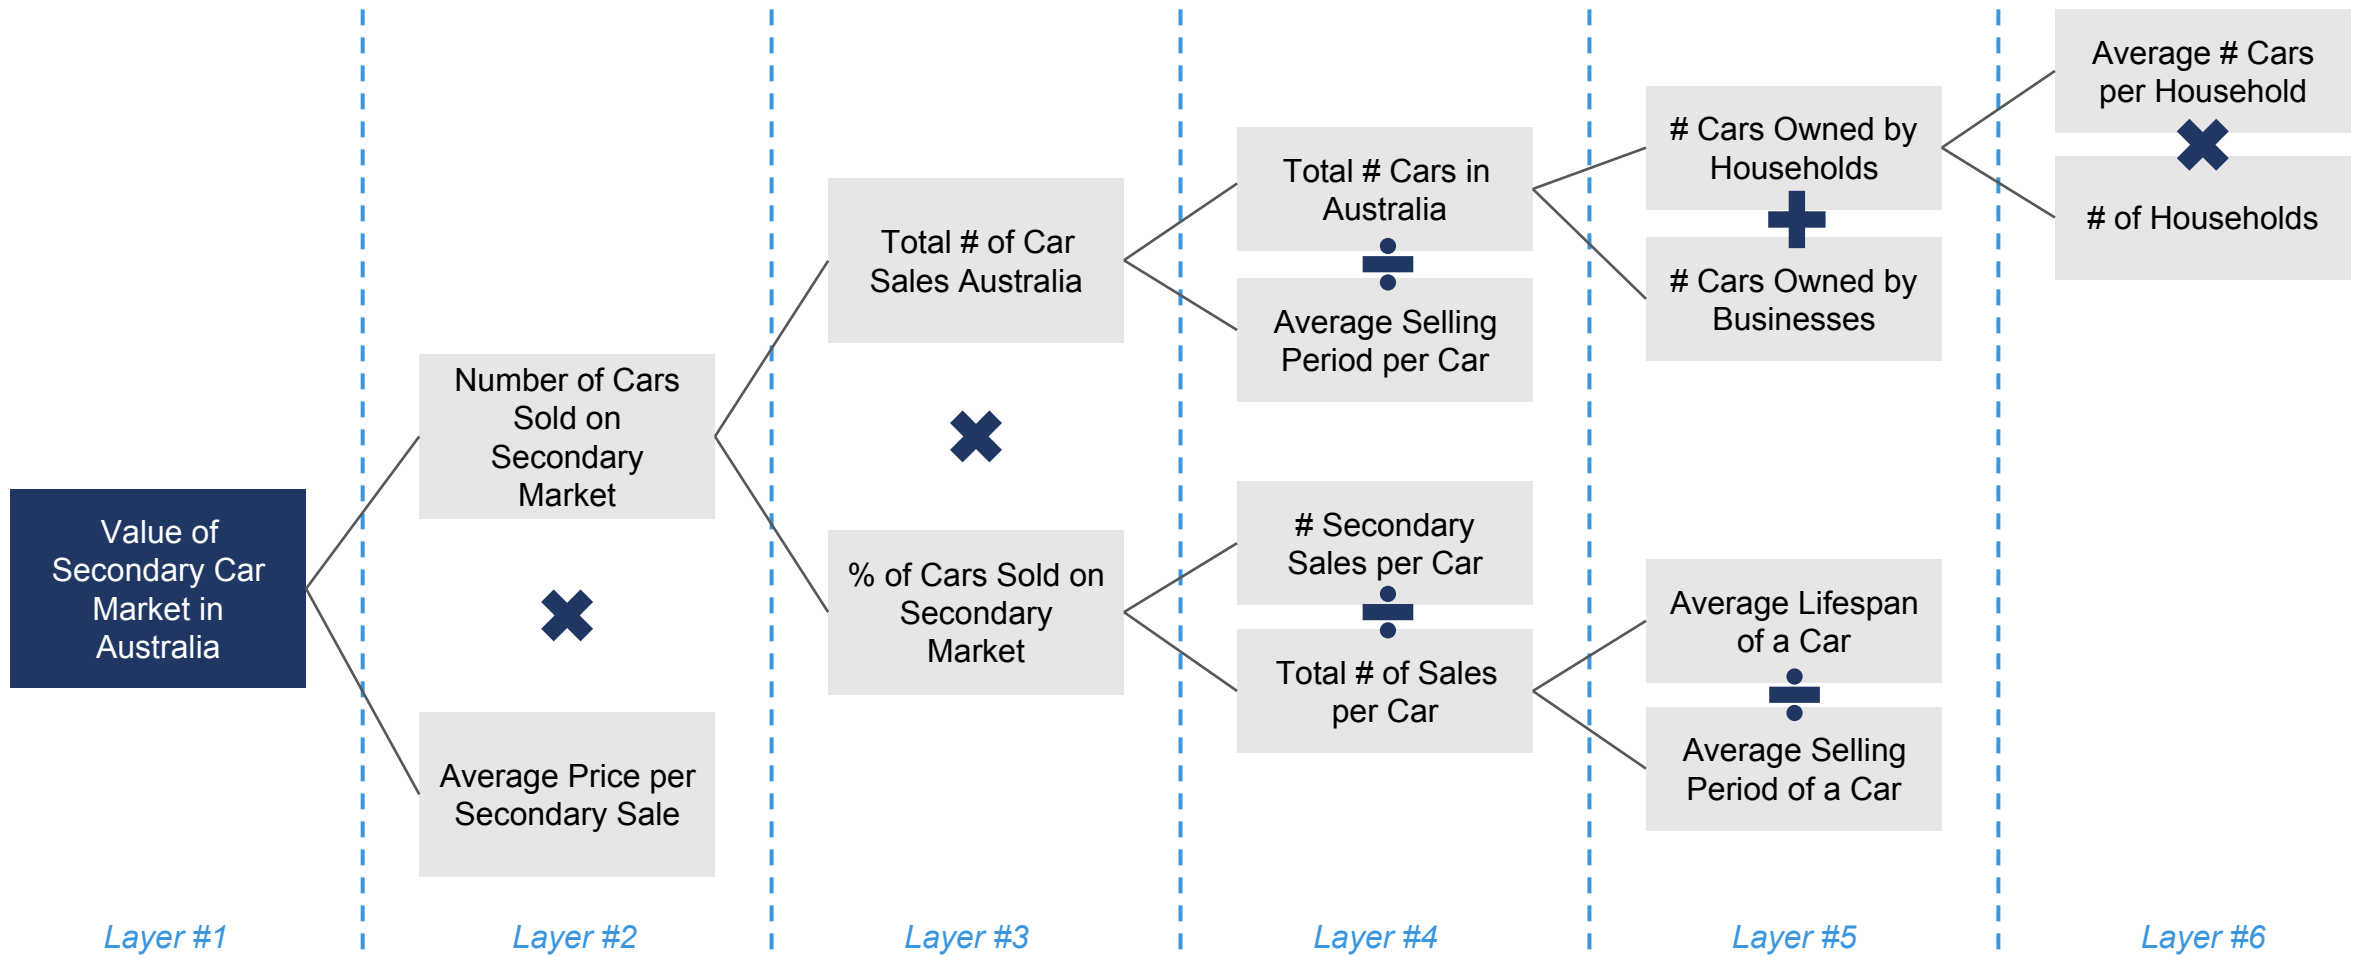 Value of
Secondary Car
Market in
Australia
Number of Cars
Sold on
Secondary
Market
Average Price per
Secondary Sale
Total # of Car
Sales Australia
% of Cars Sold on
Secondary
Market
Total # Cars in
Australia
Average Selling
Period per Car
# Secondary
Sales per Car
Total # of Sales
per Car
# Cars Owned by
Households
# Cars Owned by
Businesses
Average Lifespan
of a Car
Average Selling
Period of a Car
Average # Cars
per Household
# of Households
Layer #1
Layer #2
Layer #3
Layer #4
Layer #5
Layer #6